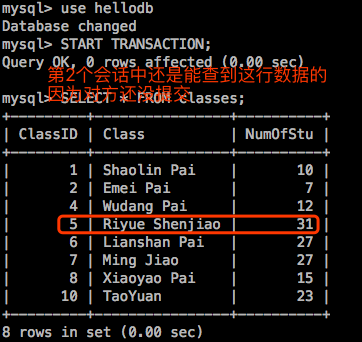 mysql> use hellodb
Database changed
mysql> START TRANSACTION;
Query OK, 0 rows affected (0.00 sec)
第2个会话中还是能查到这行数据的
因为对方还没提交
mysql> SELECT * FROM classes;
+---------+----------------+---------+
| ClassID | Class          | NumOfStu |
+---------+----------------+---------+
|       1 | Shaolin Pai    |       10 |
|       2 | Emei Pai       |        7 |
|       4 | Wudang Pai     |       12 |
|       5 | Riyue Shenjiao |       31 |
|       6 | Lianshan Pai   |       27 |
|       7 | Ming Jiao      |       27 |
|       8 | Xiaoyao Pai    |       15 |
|      10 | TaoYuan        |       23 |
+---------+----------------+---------+
8 rows in set (0.00 sec)